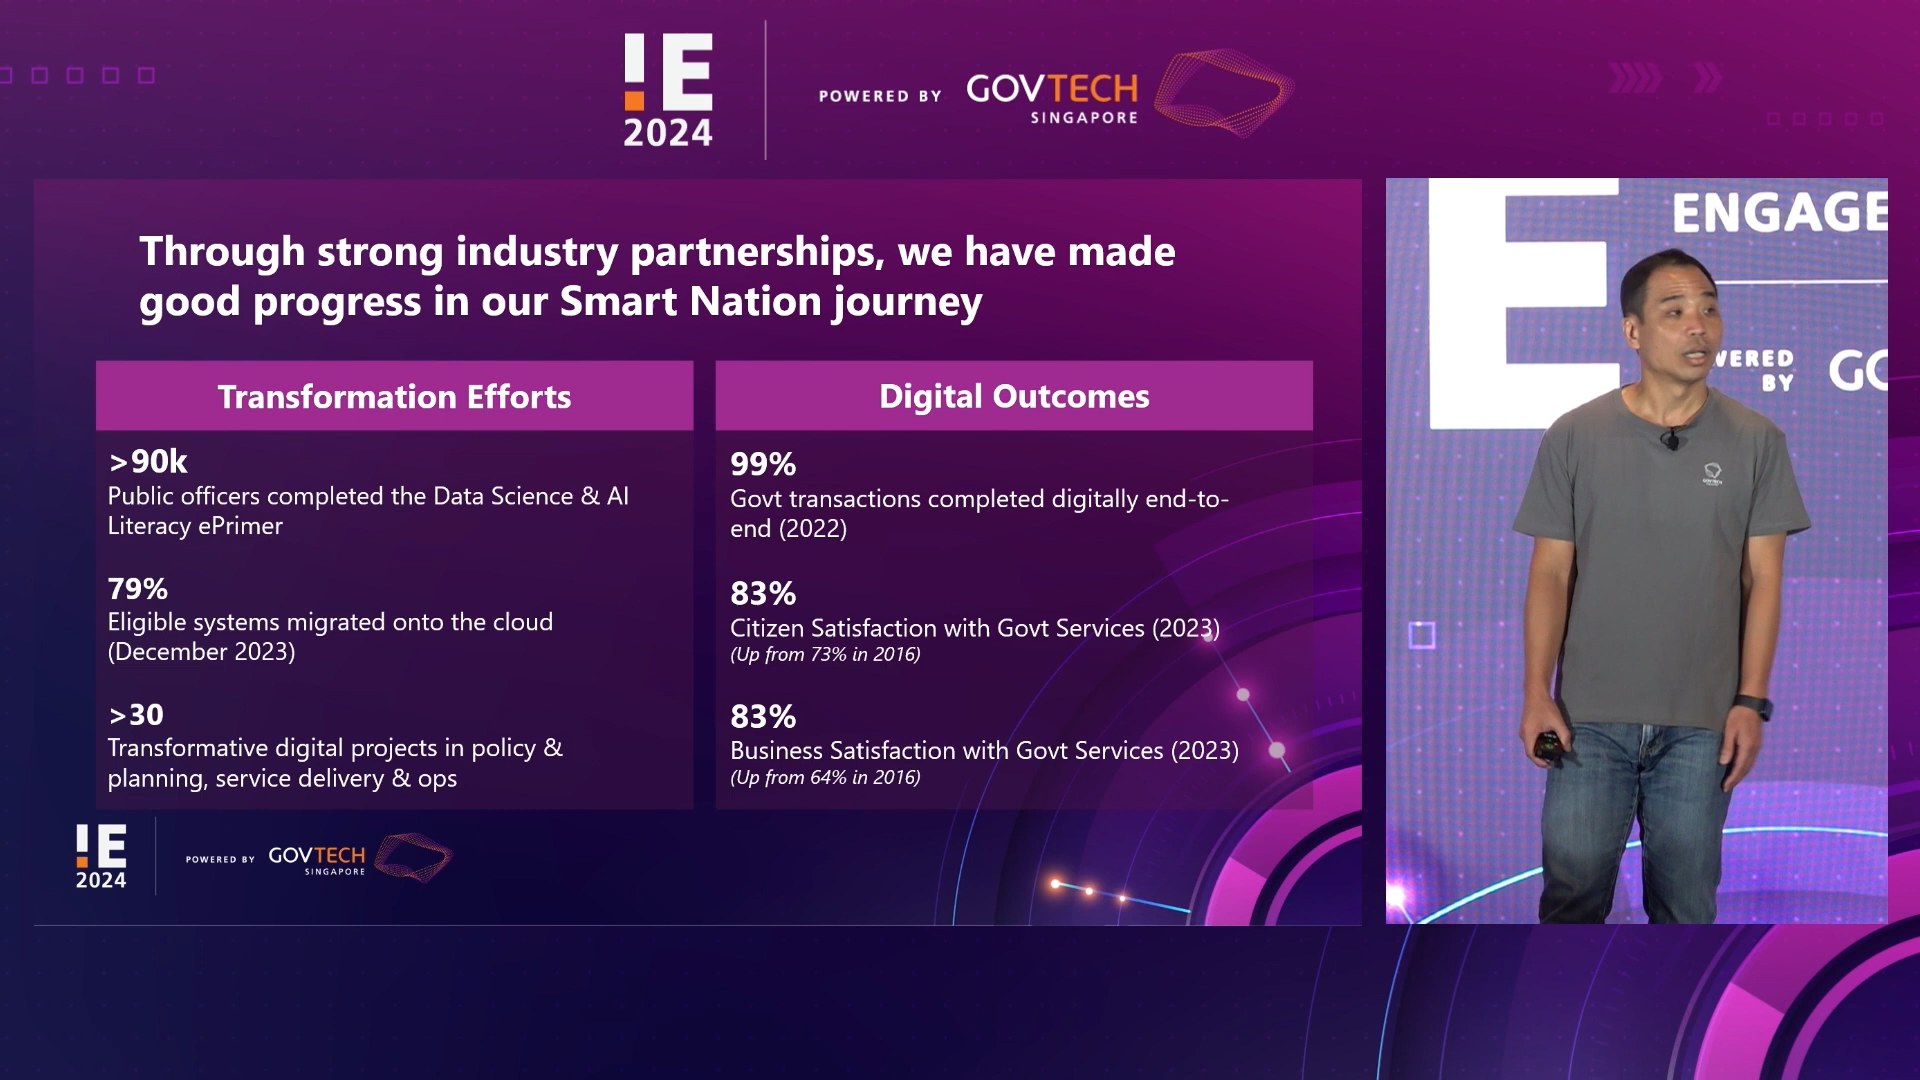 !E
2024
POWERED BY
GOVTECH
SINGAPORE
Through strong industry partnerships, we have made
good progress in our Smart Nation journey
Transformation Efforts
>90k
Public officers completed the Data Science & AI
Literacy ePrimer
79%
Eligible systems migrated onto the cloud
(December 2023)
>30
Transformative digital projects in policy &
planning, service delivery & ops
Digital Outcomes
99%
Govt transactions completed digitally end-to-
end (2022)
83%
Citizen Satisfaction with Govt Services (2023)
(Up from 73% in 2016)
83%
Business Satisfaction with Govt Services (2023)
(Up from 64% in 2016)
!E
2024
POWERED BY
GOVTECH
SINGAPORE
E
ENGAGE
WERED
BY
GO
GOVTECH